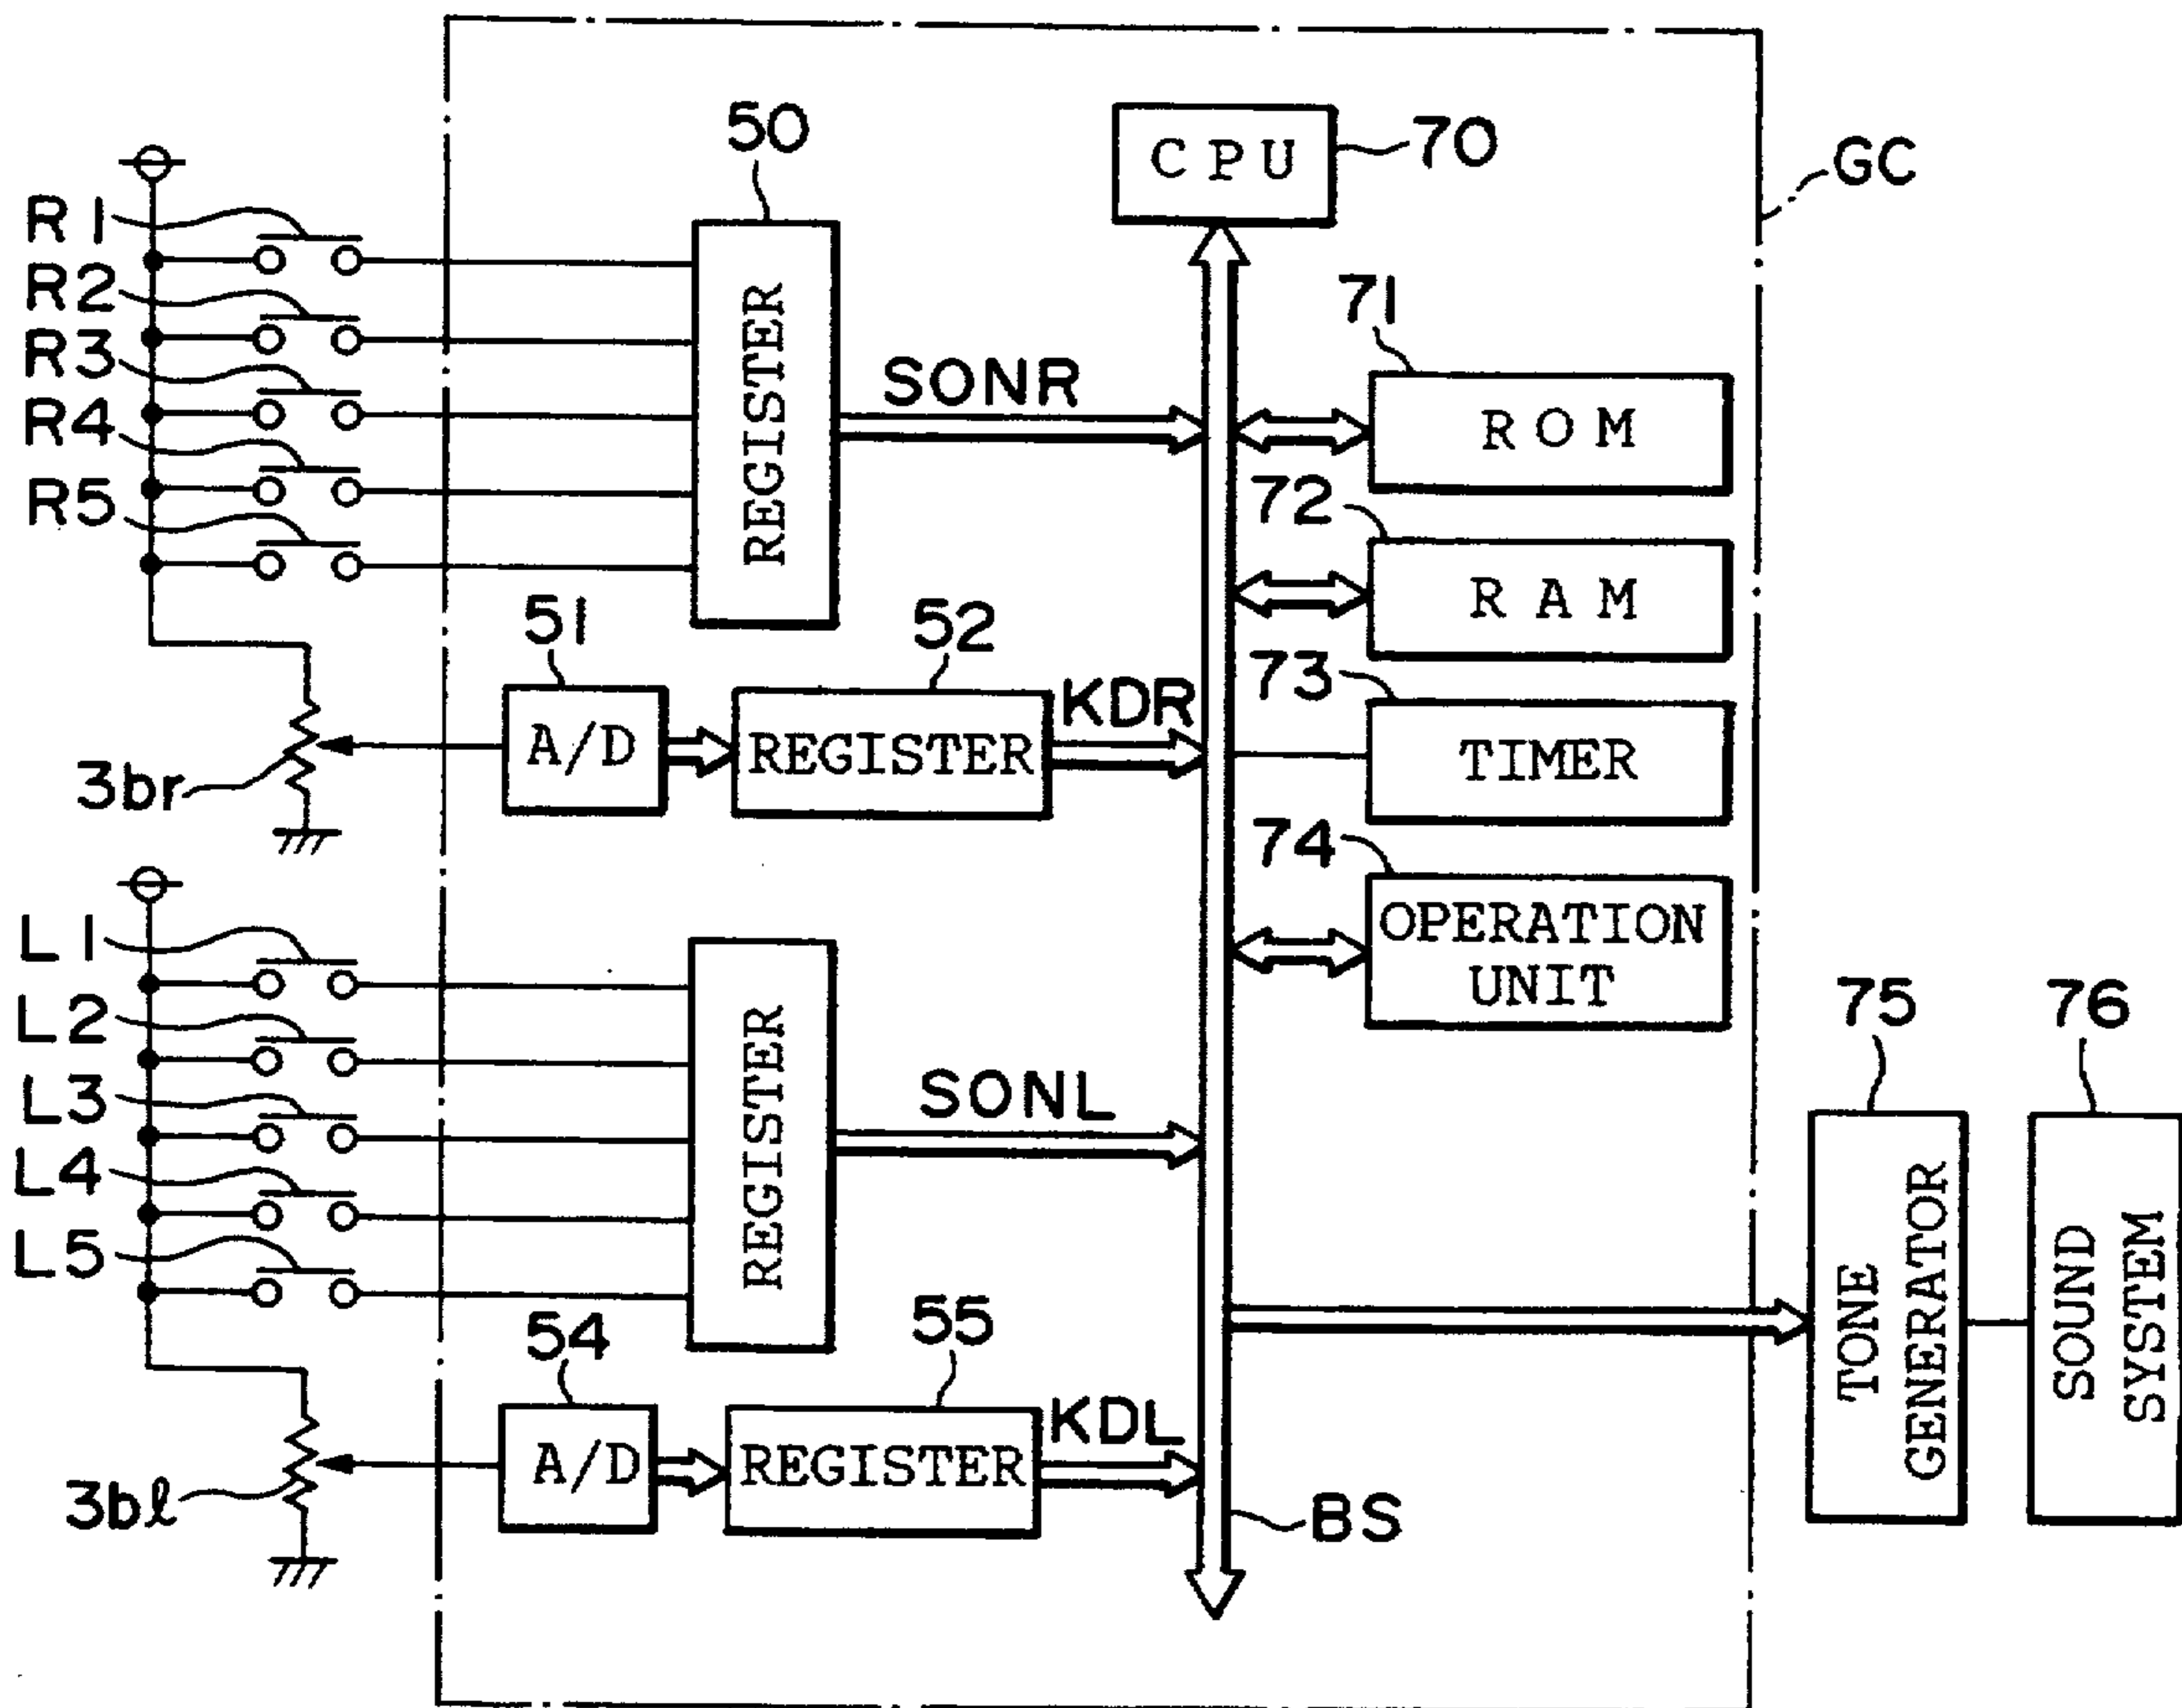 50
CPU
70
GC
R1
R2
R3
R4
R5
REGISTER
SONR
71
ROM
72
RAM
51
A/D
52
REGISTER
KDR
73
TIMER
3br
74
OPERATION
UNIT
L1
L2
L3
L4
L5
REGISTER
SONL
75
TONE
GENERATOR
76
SOUND
SYSTEM
54
A/D
55
REGISTER
KDL
3bℓ
BS